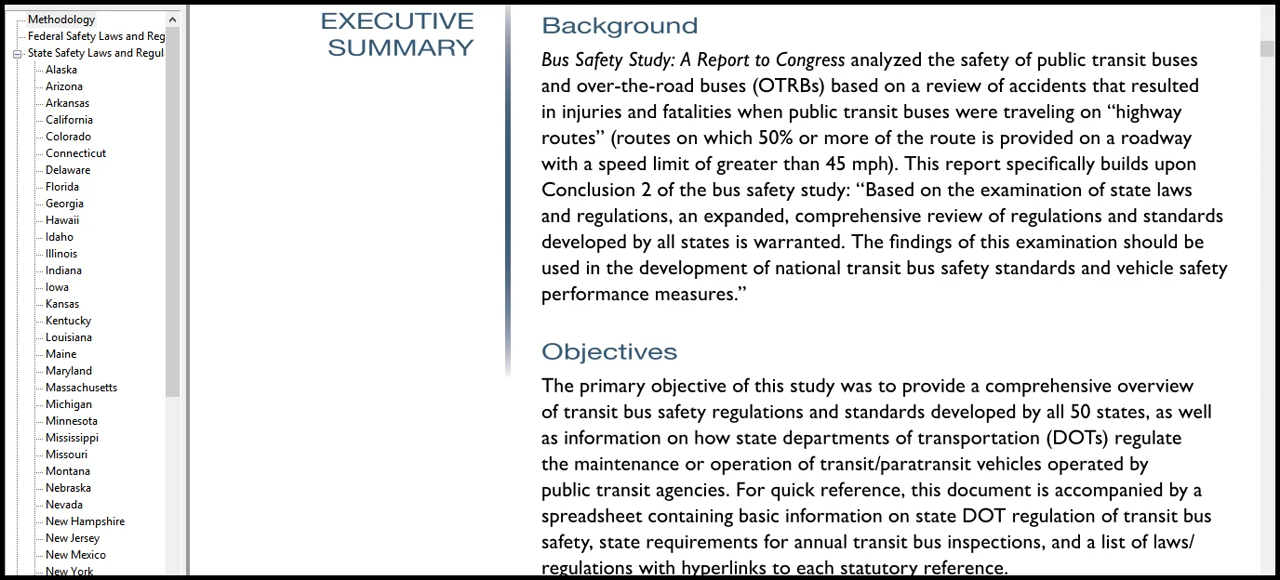 Methodology
Federal Safety Laws and Reg
State Safety Laws and Regul
Alaska
Arizona
Arkansas
California
Colorado
Connecticut
Delaware
Florida
Georgia
Hawaii
Idaho
Illinois
Indiana
Iowa
Kansas
Kentucky
Louisiana
Maine
Maryland
Massachusetts
Michigan
Minnesota
Mississippi
Missouri
Montana
Nebraska
Nevada
New Hampshire
New Jersey
New Mexico
New York
EXECUTIVE
SUMMARY
Background
Bus Safety Study: A Report to Congress analyzed the safety of public transit buses
and over-the-road buses (OTRBs) based on a review of accidents that resulted
in injuries and fatalities when public transit buses were traveling on “highway
routes” (routes on which 50% or more of the route is provided on a roadway
with a speed limit of greater than 45 mph). This report specifically builds upon
Conclusion 2 of the bus safety study: “Based on the examination of state laws
and regulations, an expanded, comprehensive review of regulations and standards
developed by all states is warranted. The findings of this examination should be
used in the development of national transit bus safety standards and vehicle safety
performance measures.”
Objectives
The primary objective of this study was to provide a comprehensive overview
of transit bus safety regulations and standards developed by all 50 states, as well
as information on how state departments of transportation (DOTs) regulate
the maintenance or operation of transit/paratransit vehicles operated by
public transit agencies. For quick reference, this document is accompanied by a
spreadsheet containing basic information on state DOT regulation of transit bus
safety, state requirements for annual transit bus inspections, and a list of laws/
regulations with hyperlinks to each statutory reference.